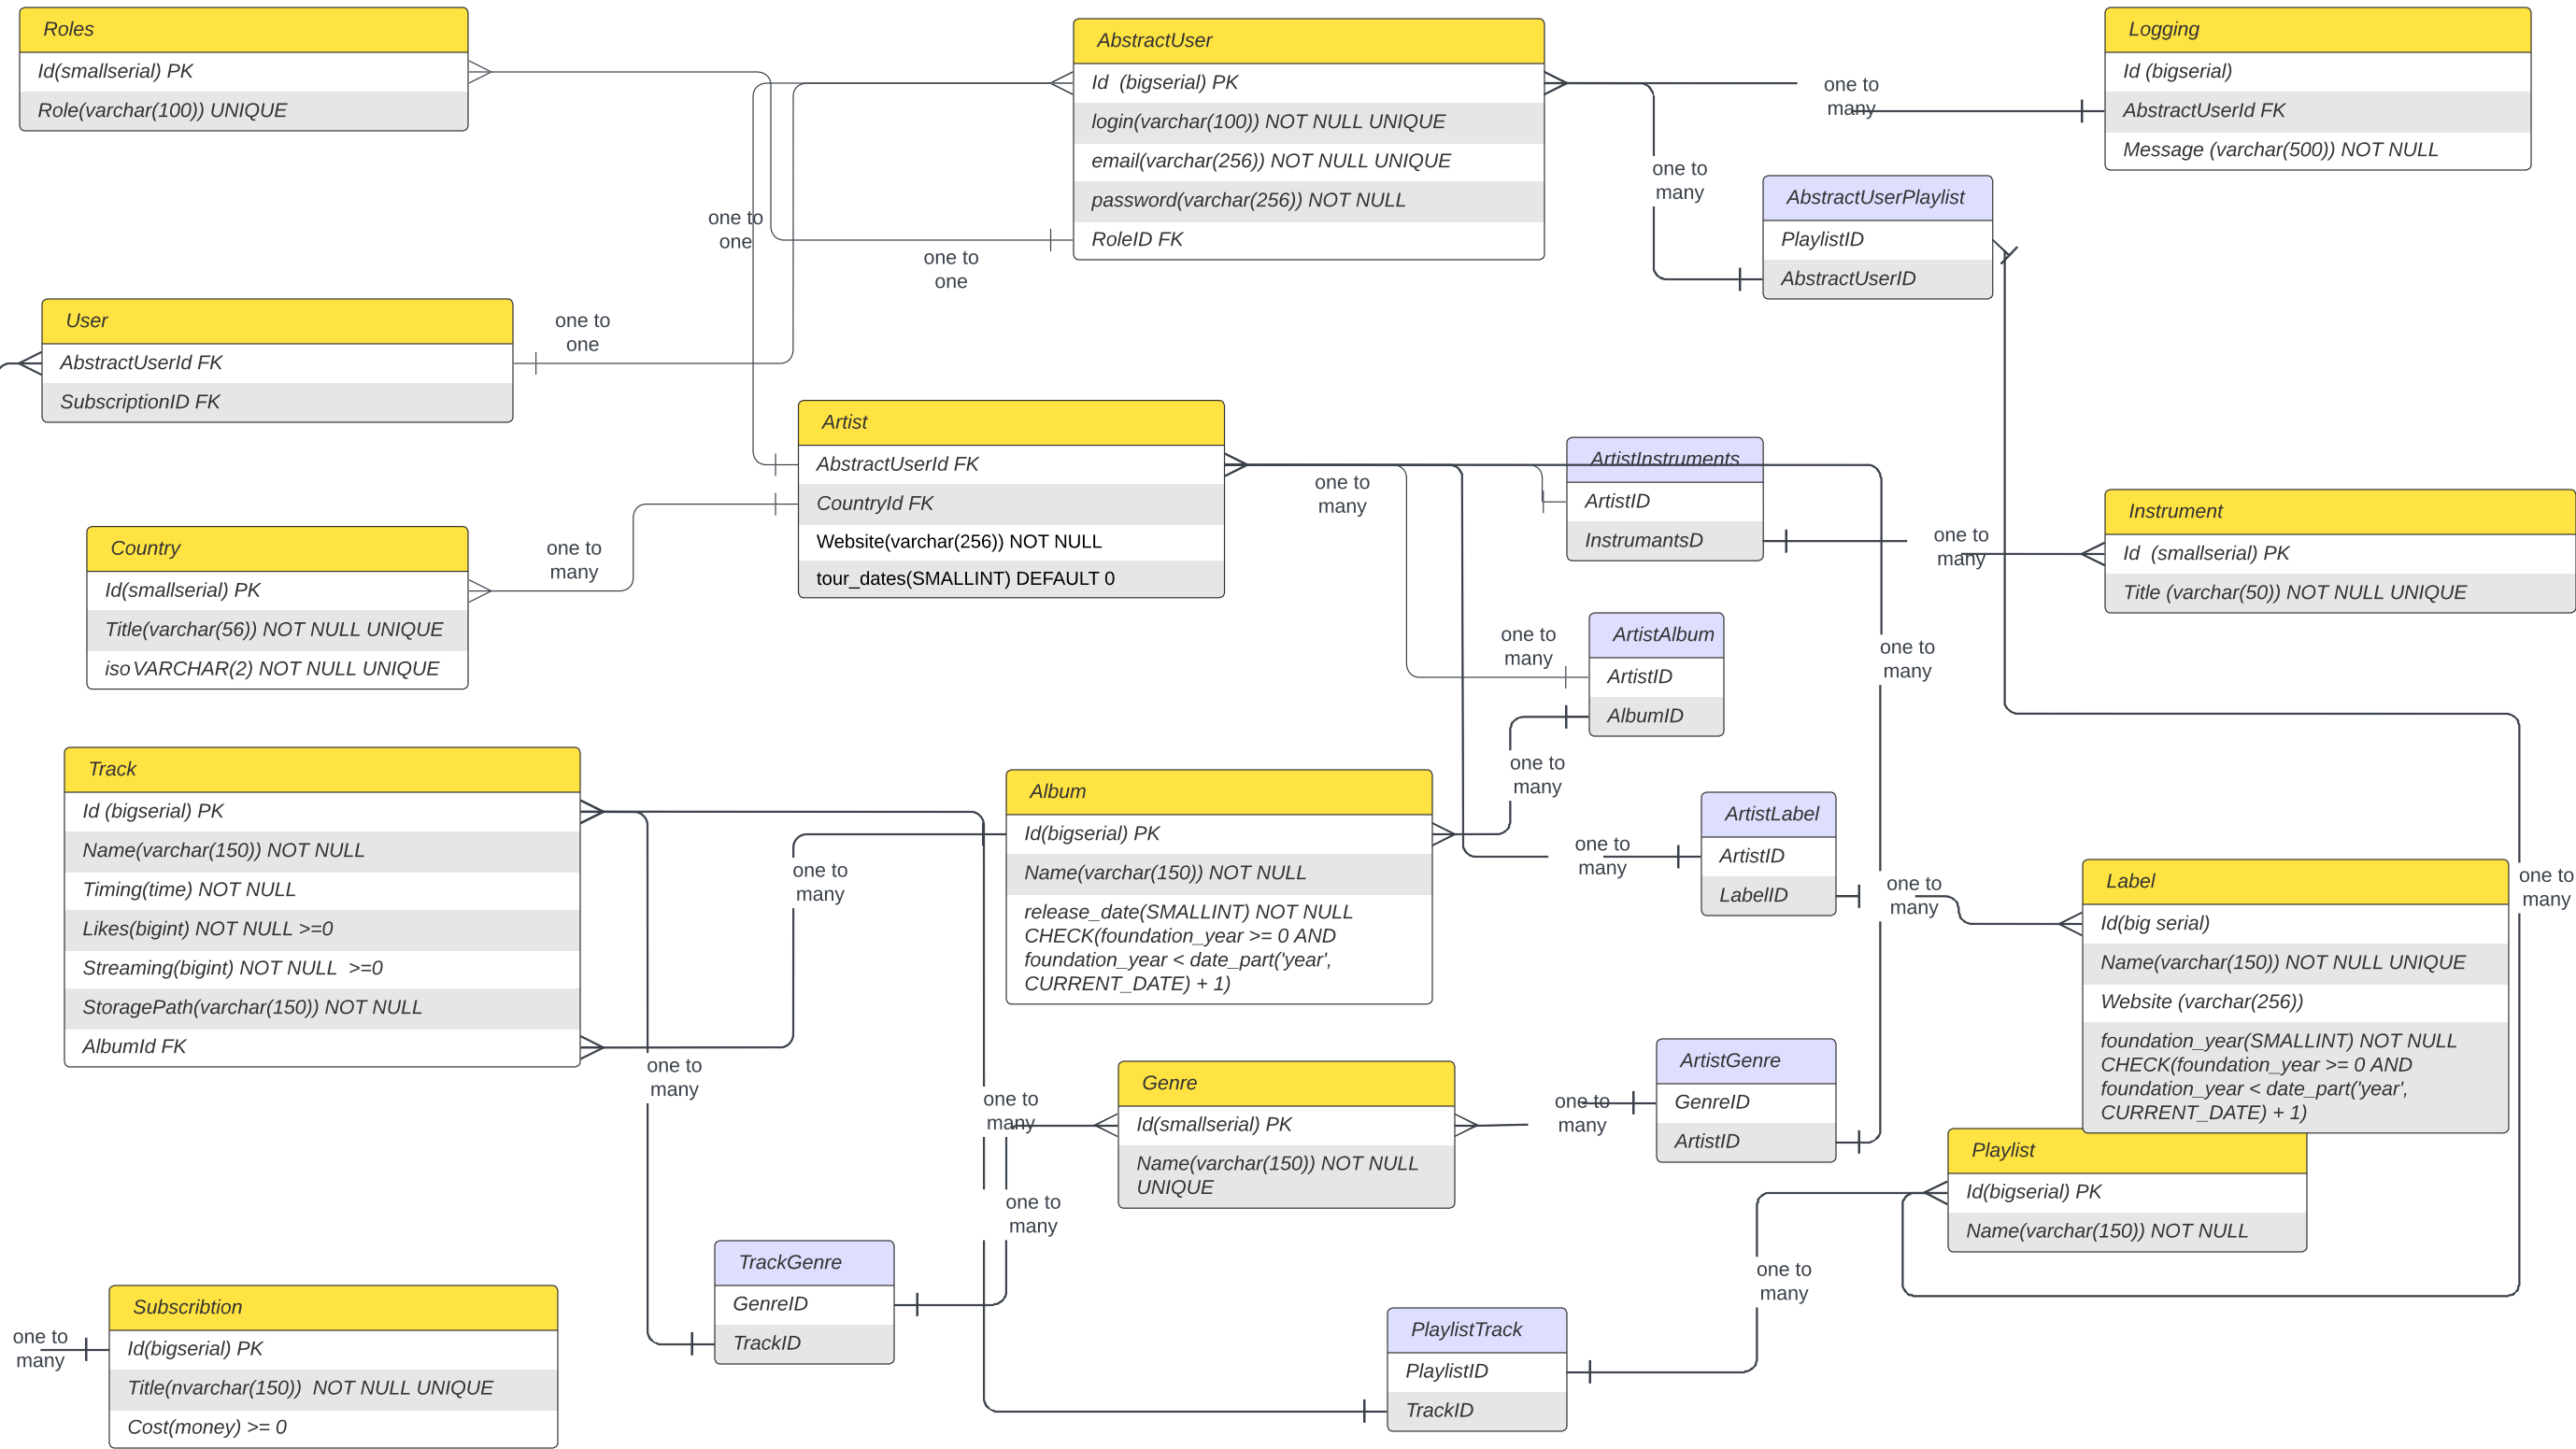 Roles
Id(smallserial) PK
Role(varchar(100)) UNIQUE
AbstractUser
Id  (bigserial) PK
login(varchar(100)) NOT NULL UNIQUE
email(varchar(256)) NOT NULL UNIQUE
password(varchar(256)) NOT NULL
RoleID FK
Logging
Id (bigserial)
AbstractUserId FK
Message (varchar(500)) NOT NULL
one to
many
one to
many
AbstractUserPlaylist
PlaylistID
AbstractUserID
one to
one
one to
one
User
AbstractUserId FK
SubscriptionID FK
one to
one
Artist
AbstractUserId FK
CountryId FK
Website(varchar(256)) NOT NULL
tour_dates(SMALLINT) DEFAULT 0
one to
many
ArtistInstruments
ArtistID
InstrumantsD
one to
many
Instrument
Id  (smallserial) PK
Title (varchar(50)) NOT NULL UNIQUE
Country
Id(smallserial) PK
Title(varchar(56)) NOT NULL UNIQUE
iso VARCHAR(2) NOT NULL UNIQUE
one to
many
one to
many
ArtistAlbum
ArtistID
AlbumID
one to
many
Track
Id (bigserial) PK
Name(varchar(150)) NOT NULL
Timing(time) NOT NULL
Likes(bigint) NOT NULL >=0
Streaming(bigint) NOT NULL  >=0
StoragePath(varchar(150)) NOT NULL
AlbumId FK
one to
many
Album
Id(bigserial) PK
Name(varchar(150)) NOT NULL
release_date(SMALLINT) NOT NULL
CHECK(foundation_year >= 0 AND
foundation_year < date_part('year',
CURRENT_DATE) + 1)
one to
many
one to
many
ArtistLabel
ArtistID
LabelID
one to
many
Label
Id(big serial)
Name(varchar(150)) NOT NULL UNIQUE
Website (varchar(256))
foundation_year(SMALLINT) NOT NULL
CHECK(foundation_year >= 0 AND
foundation_year < date_part('year',
CURRENT_DATE) + 1)
one to
many
one to
many
one to
many
Genre
Id(smallserial) PK
Name(varchar(150)) NOT NULL
UNIQUE
one to
many
ArtistGenre
GenreID
ArtistID
Playlist
Id(bigserial) PK
Name(varchar(150)) NOT NULL
one to
many
TrackGenre
GenreID
TrackID
one to
many
PlaylistTrack
PlaylistID
TrackID
one to
many
Subscribtion
Id(bigserial) PK
Title(nvarchar(150))  NOT NULL UNIQUE
Cost(money) >= 0